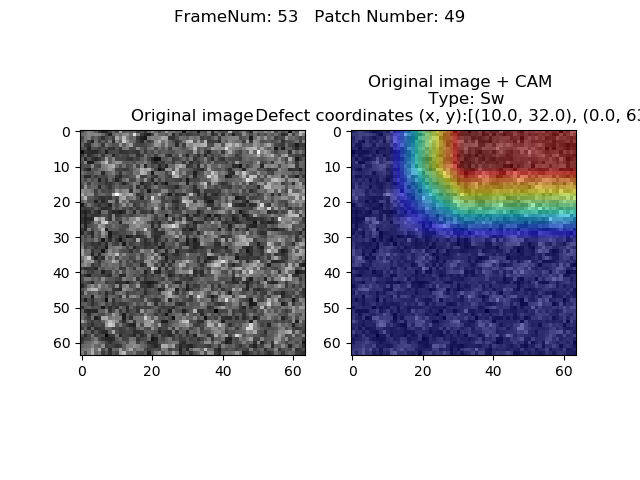 FrameNum: 53   Patch Number: 49
Original image
Original image + CAM
Type: Sw
Defect coordinates (x, y):[(10.0, 32.0), (0.0, 63
0
10
20
30
40
50
60
0 20 40 60
0
10
20
30
40
50
60
0 20 40 60